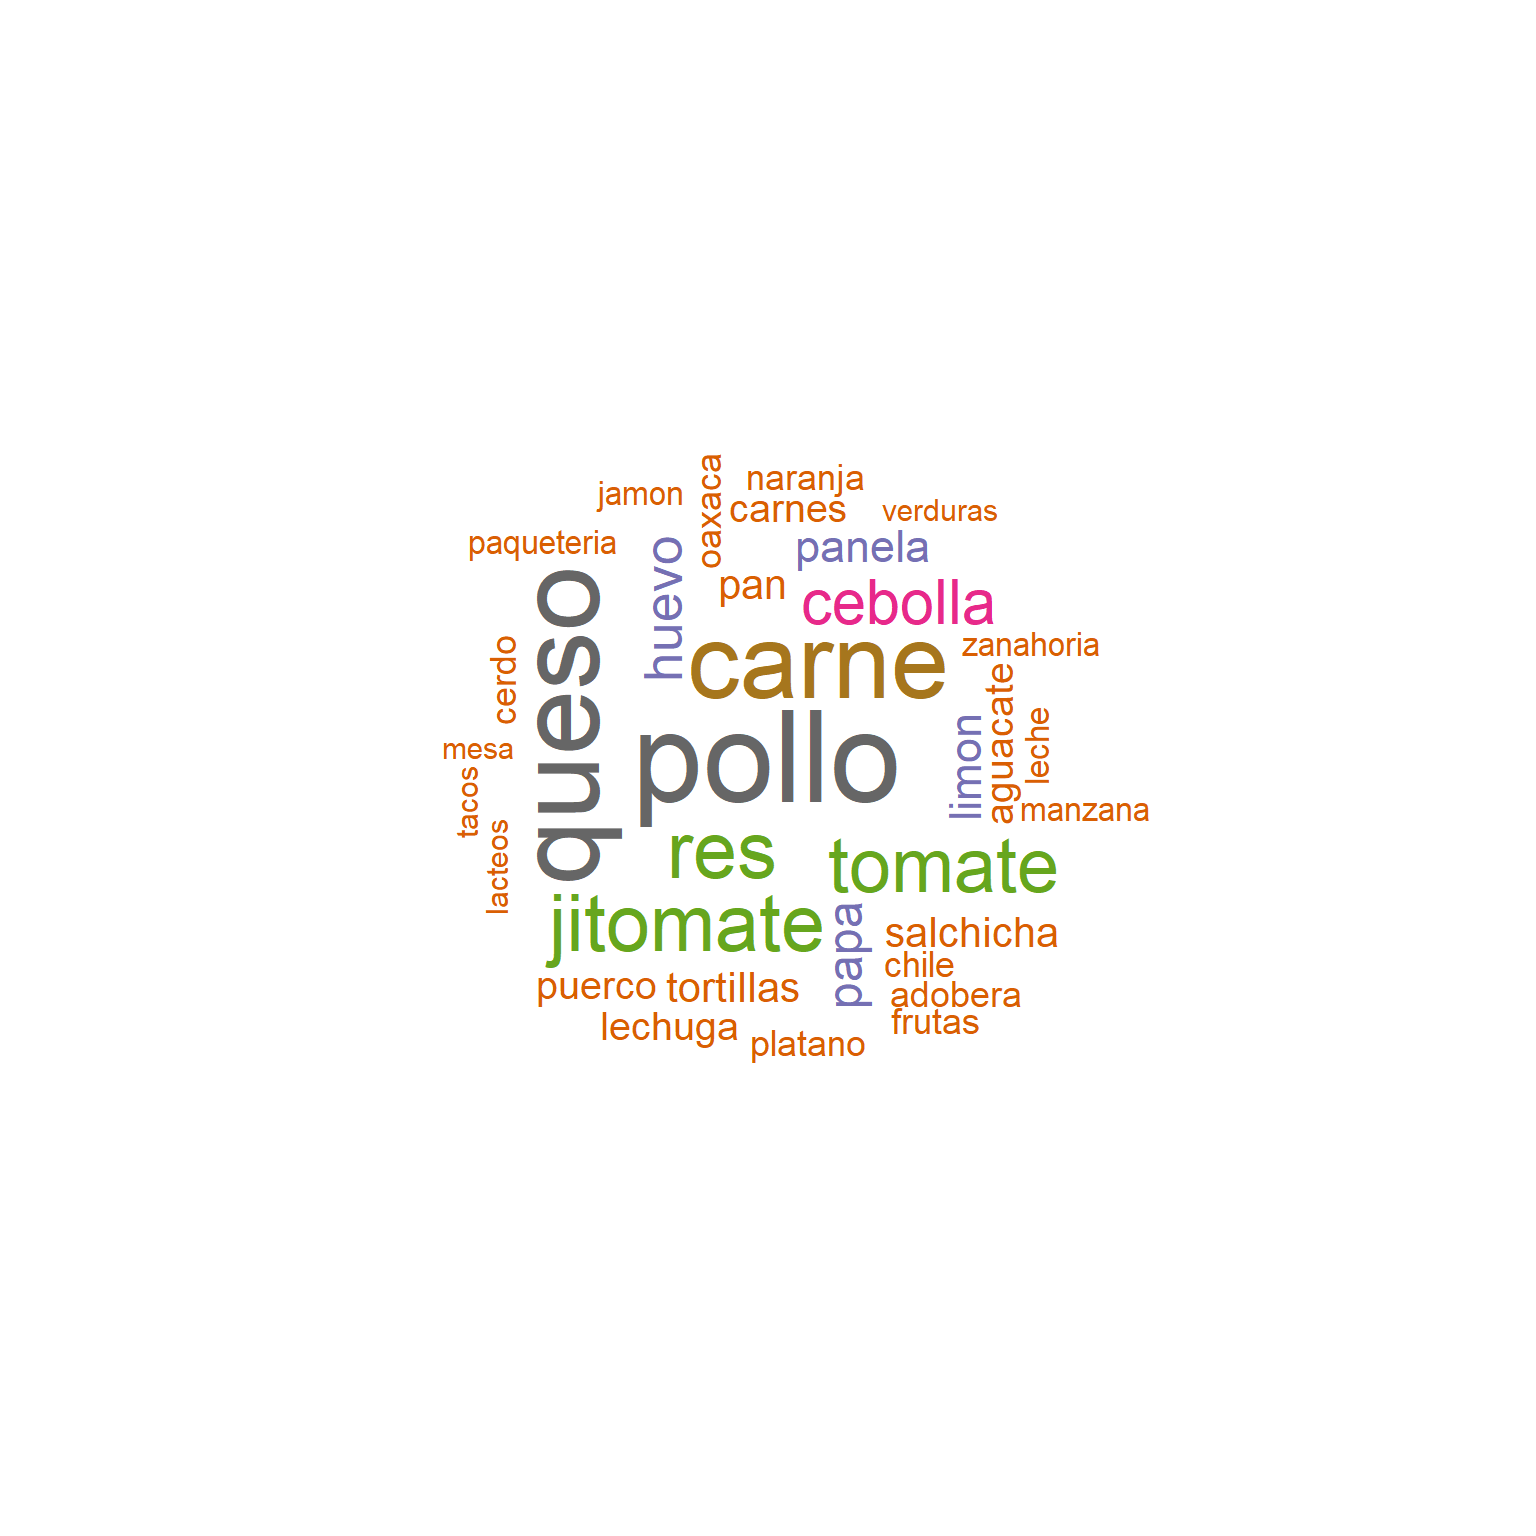 oaxaca
naranja
jamon
carnes
verduras
paqueteria
huevo
panela
pan
cebolla
queso
carne
zanahoria
cerdo
aguacate
limon
leche
pollo
mesa
tacos
manzana
lacteos
res
tomate
jitomate
papa
salchicha
chile
puerco
tortillas
adobera
frutas
lechuga
platano